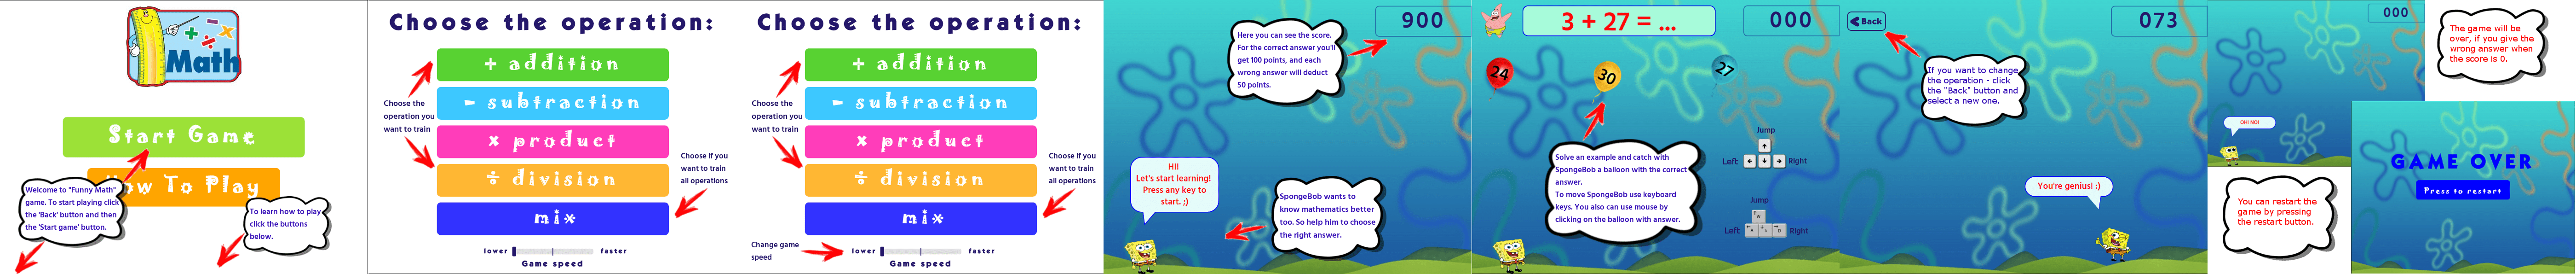 Math
Start Game
How To Play
Welcome to "Funny Math"
game. To start playing click
the 'Back' button and then
the 'Start game' button.
To learn how to play
click the buttons
below.
Choose the operation:
+ addition
- subtraction
× product
÷ division
mix
Choose the
operation you
want to train
Choose if you
want to train
all operations
lower
faster
Game speed
Choose the operation:
+ addition
- subtraction
× product
÷ division
mix
Choose the
operation you
want to train
Choose if you
want to train
all operations
Change game
speed
lower
faster
Game speed
900
Here you can see the score.
For the correct answer you'll
get 100 points, and each
wrong answer will deduct
50 points.
Hi!
Let's start learning!
Press any key to
start. ;)
SpongeBob wants to
know mathematics better
too. So help him to choose
the right answer.
3 + 27 = ...
000
24
30
27
Solve an example and catch with
SpongeBob a balloon with the correct
answer.
To move SpongeBob use keyboard
keys. You also can use mouse by
clicking on the balloon with answer.
Jump
Left
Right
Jump
Left
Right
Back
073
If you want to change
the operation - click
the "Back" button and
select a new one.
You're genius! :)
000
OH! NO!
The game will be
over, if you give the
wrong answer when
the score is 0.
You can restart the
game by pressing
the restart button.
GAME OVER
Press to restart